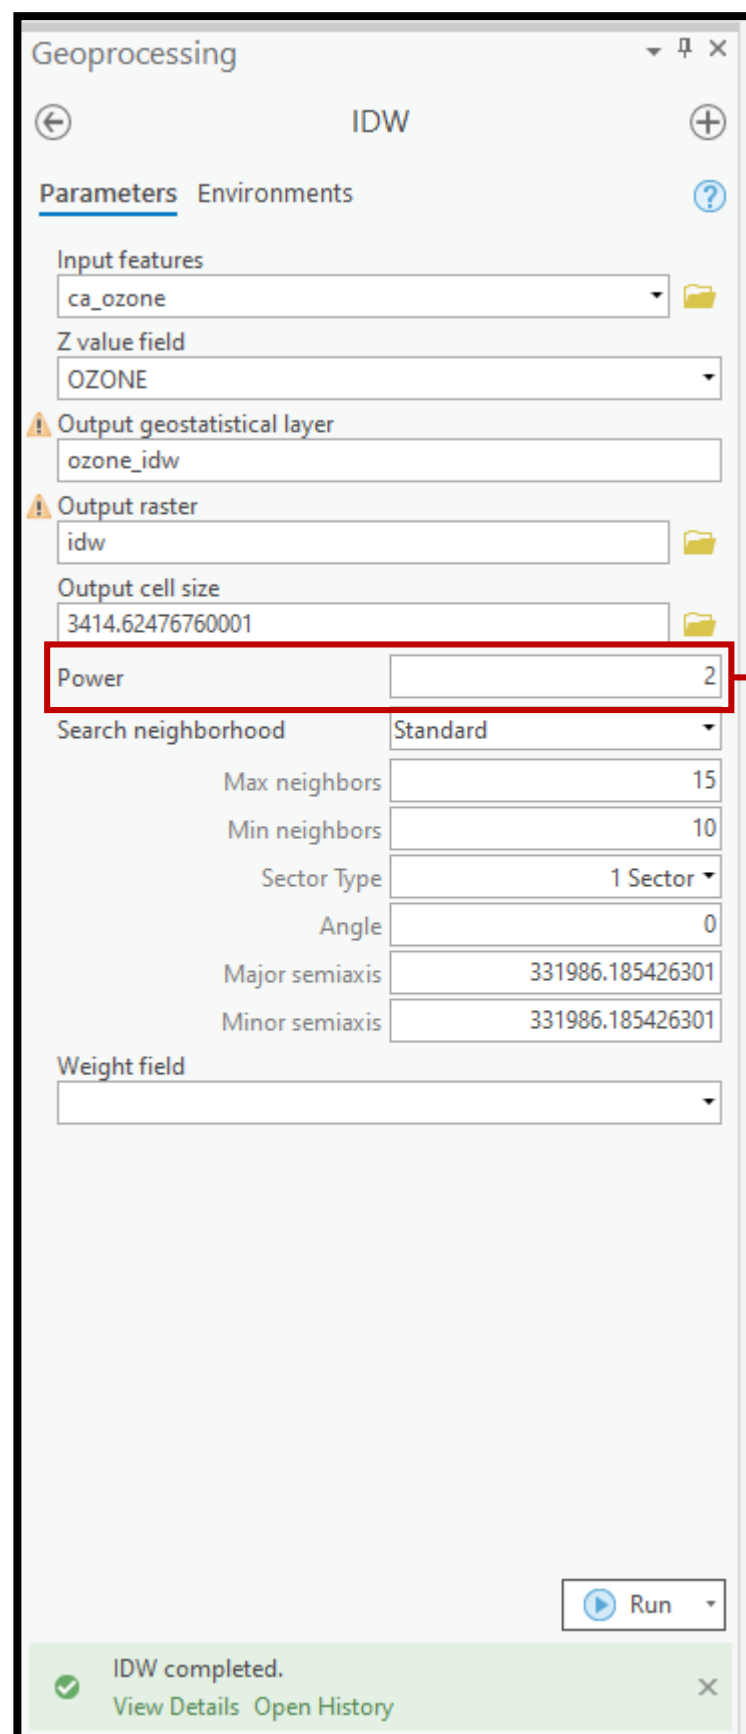 Geoprocessing
IDW
Parameters Environments
Input features
ca_ozone
Z value field
OZONE
Output geostatistical layer
ozone_idw
Output raster
idw
Output cell size
3414.62476760001
Power 2
Search neighborhood Standard
Max neighbors 15
Min neighbors 10
Sector Type 1 Sector
Angle 0
Major semiaxis 331986.185426301
Minor semiaxis 331986.185426301
Weight field
Run
IDW completed.
View Details Open History